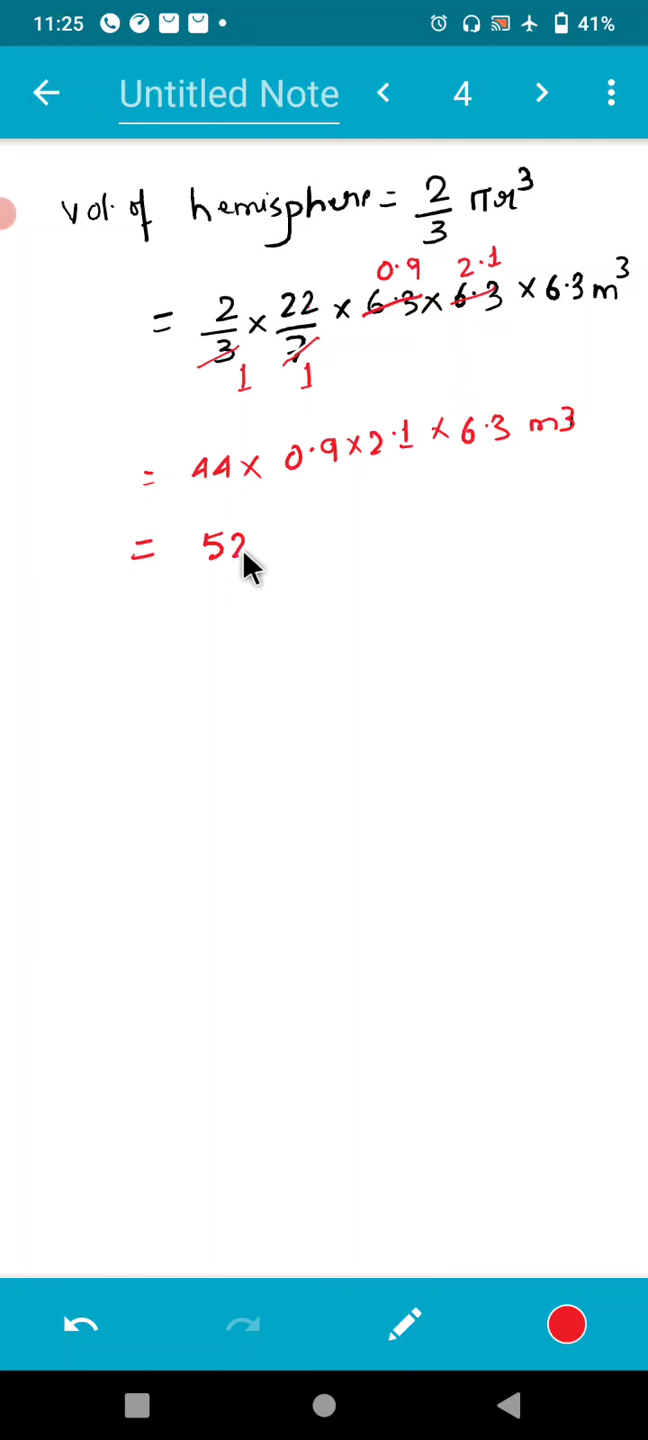 11:25 41%
Untitled Note 4
vol. of hemisphere = 2/3 πr³
0.9 2.1
= 2/3 × 22/7 × 6.3 × 6.3 × 6.3 m³
1 1
= 44 × 0.9 × 2.1 × 6.3 m3
= 52